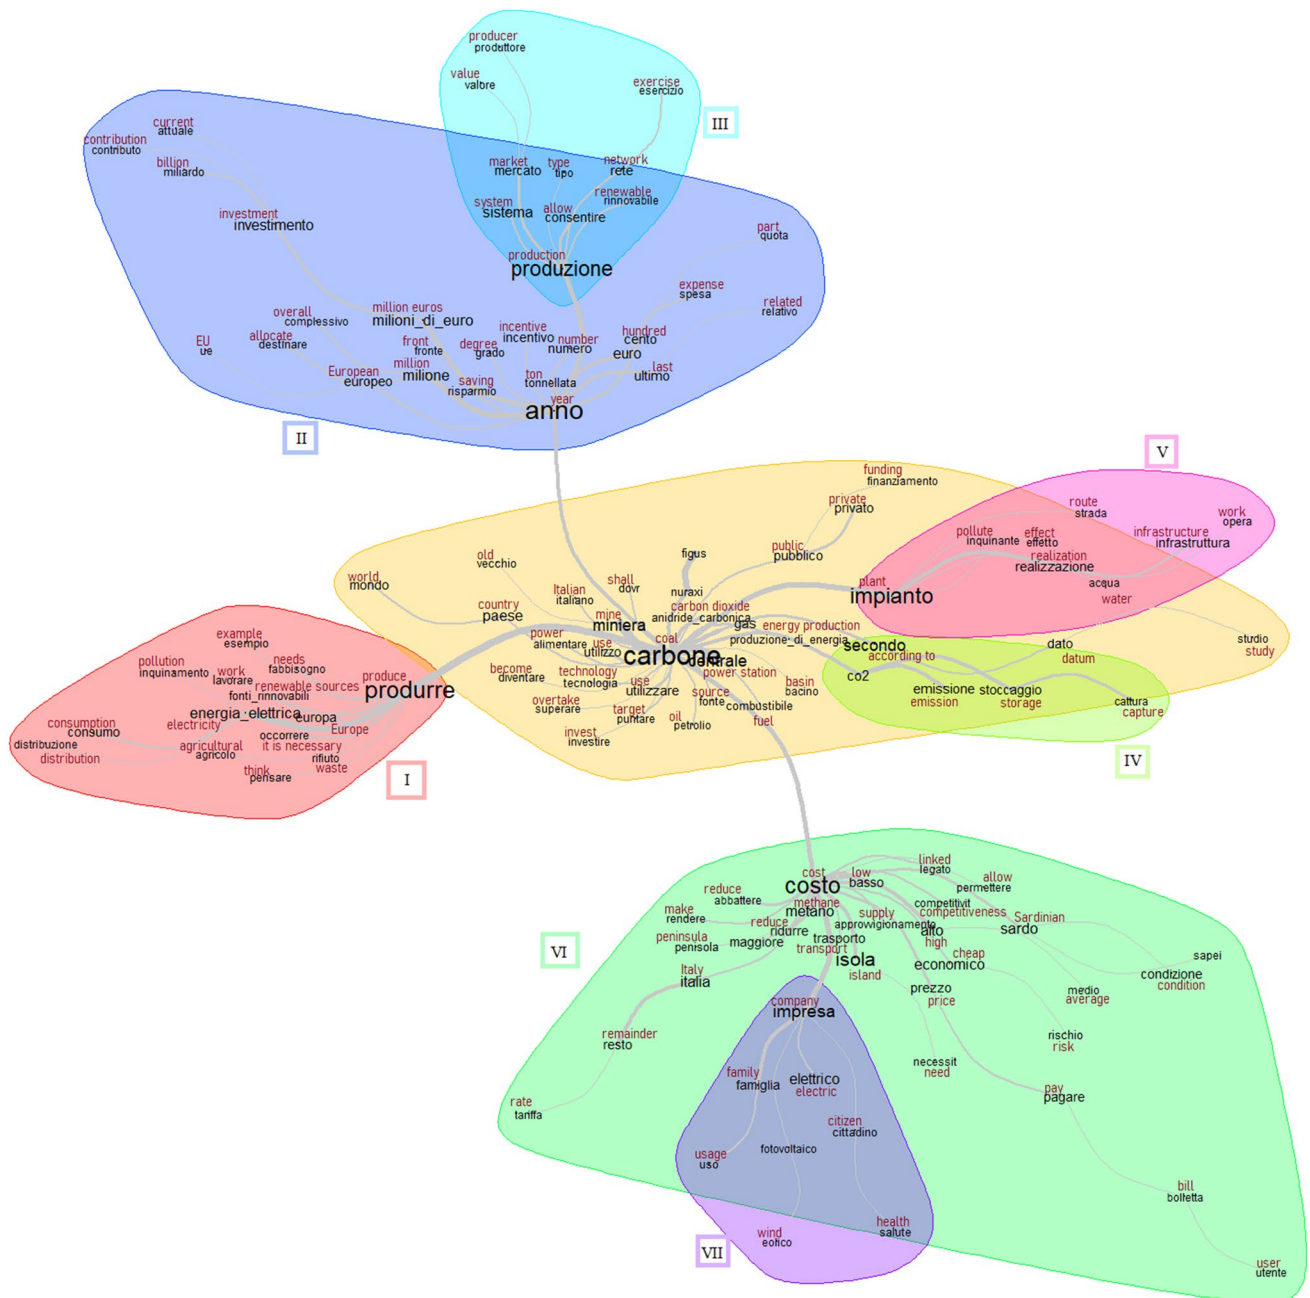 producer
produttore
value
valore
exercise
esercizio
III
market
mercato
type
tipo
network
rete
system
sistema
allow
consentire
renewable
rinnovabile
production
produzione
current
attuale
contribution
contributo
billion
miliardo
investment
investimento
part
quota
expense
spesa
related
relativo
million euros
milioni_di_euro
overall
complessivo
EU
ue
allocate
destinare
front
fronte
degree
grado
incentive
incentivo
number
numero
hundred
cento
euro
European
europeo
million
milione
saving
risparmio
ton
tonnellata
last
ultimo
year
anno
II
V
funding
finanziamento
private
privato
public
pubblico
route
strada
work
opera
pollute
inquinante
effect
effetto
infrastructure
infrastruttura
realization
realizzazione
acqua
water
plant
impianto
old
vecchio
figus
nuraxi
world
mondo
Italian
italiano
shall
dovr
country
paese
mine
miniera
carbon dioxide
anidride_carbonica
gas
energy production
produzione_di_energia
secondo
according to
dato
datum
studio
study
power
alimentare
use
utilizzo
coal
carbone
centrale
power station
become
diventare
technology
tecnologia
use
utilizzare
source
fonte
basin
bacino
combustibile
fuel
co2
emissione
emission
stoccaggio
storage
cattura
capture
overtake
superare
target
puntare
oil
petrolio
invest
investire
IV
example
esempio
pollution
inquinamento
work
lavorare
needs
fabbisogno
renewable sources
fonti_rinnovabili
produce
produrre
energia_elettrica
electricity
europa
Europe
consumption
consumo
occorrere
it is necessary
distribuzione
distribution
agricultural
agricolo
rifiuto
waste
think
pensare
I
cost
costo
low
basso
linked
legato
allow
permettere
reduce
abbattere
methane
metano
supply
approvvigionamento
competitivit
competitiveness
Sardinian
sardo
make
rendere
reduce
ridurre
alto
high
peninsula
penisola
maggiore
trasporto
transport
isola
island
cheap
economico
sapei
condizione
condition
VI
Italy
italia
prezzo
price
medio
average
company
impresa
remainder
resto
rischio
risk
necessit
need
family
famiglia
elettrico
electric
pay
pagare
rate
tariffa
citizen
cittadino
fotovoltaico
usage
uso
bill
bolletta
wind
eolico
health
salute
VII
user
utente